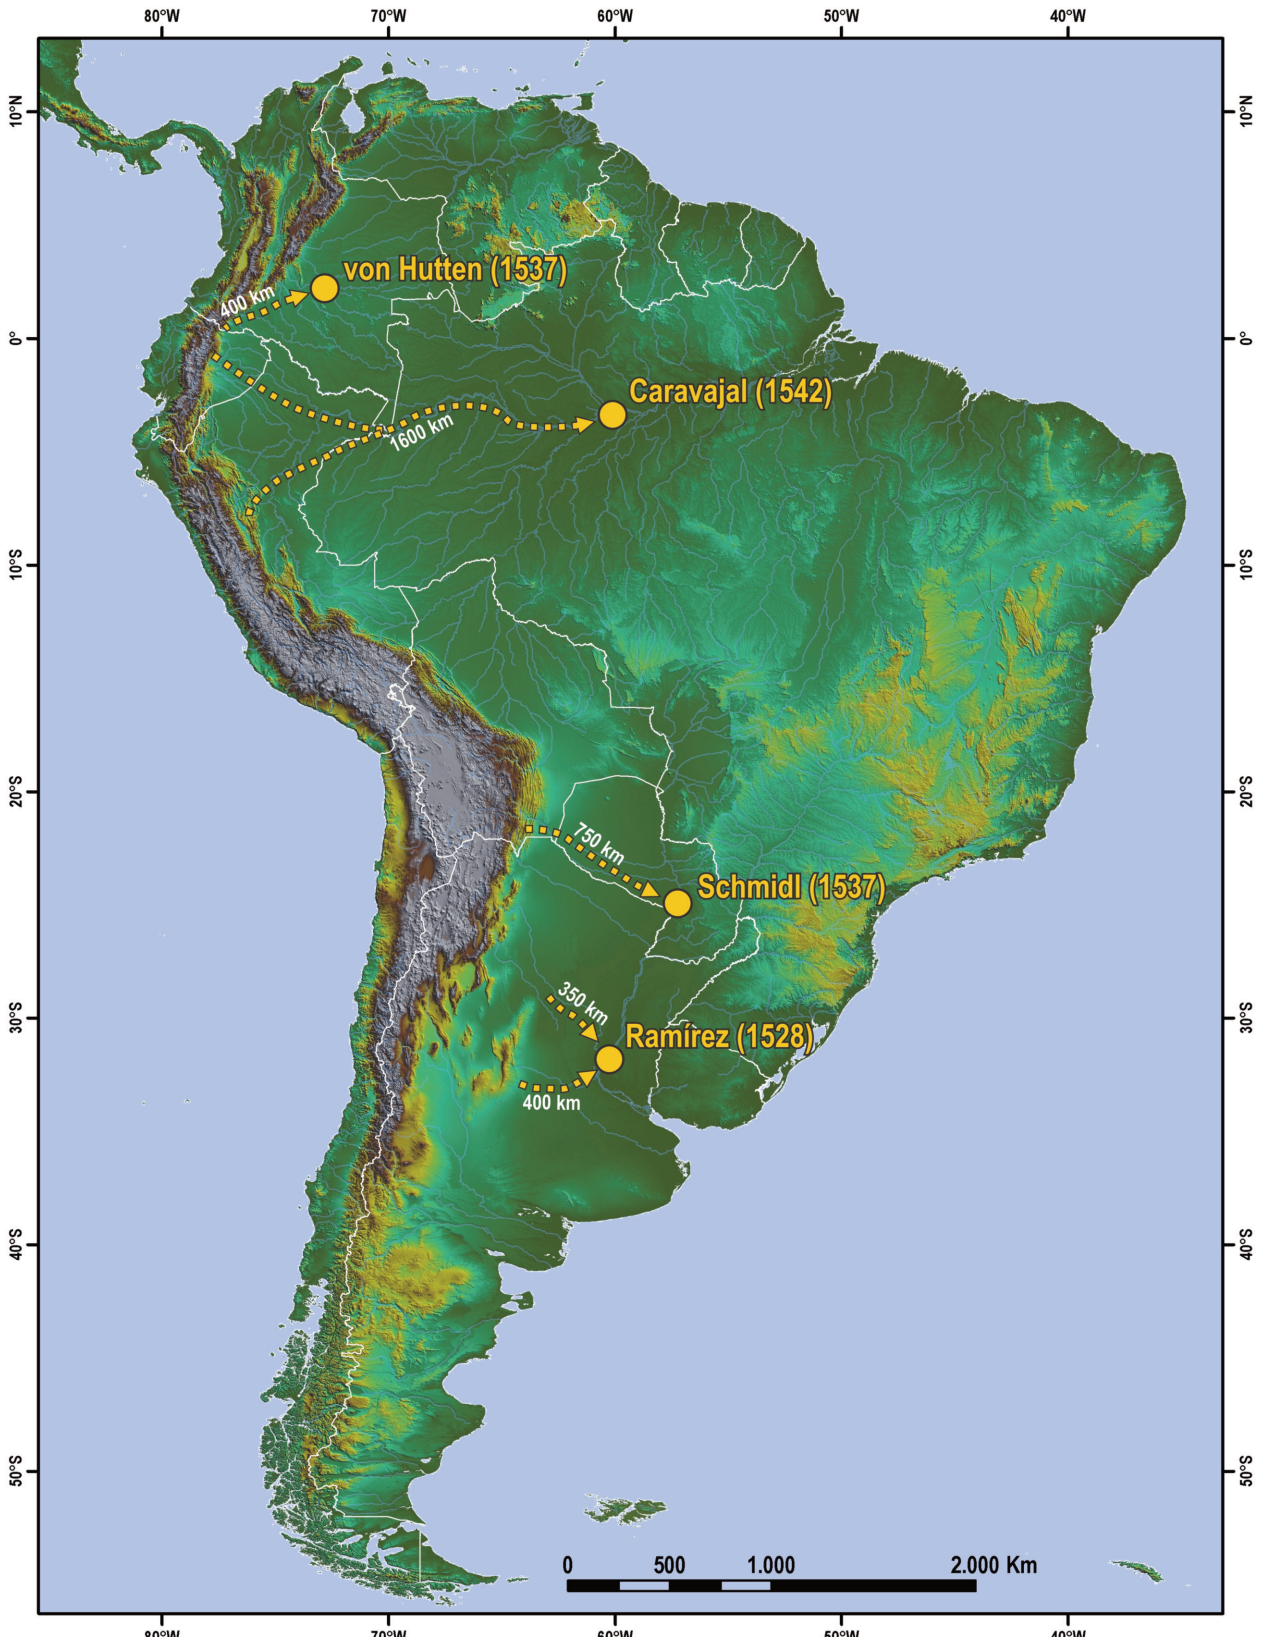 80°W 70°W 60°W 50°W 40°W
10°N 10°N
von Hutten (1537)
400 km
0° 0°
Caravajal (1542)
1600 km
10°S 10°S
20°S 20°S
750 km
Schmidl (1537)
350 km
30°S 30°S
Ramírez (1528)
400 km
40°S 40°S
50°S 50°S
0 500 1.000 2.000 Km
80°W 70°W 60°W 50°W 40°W